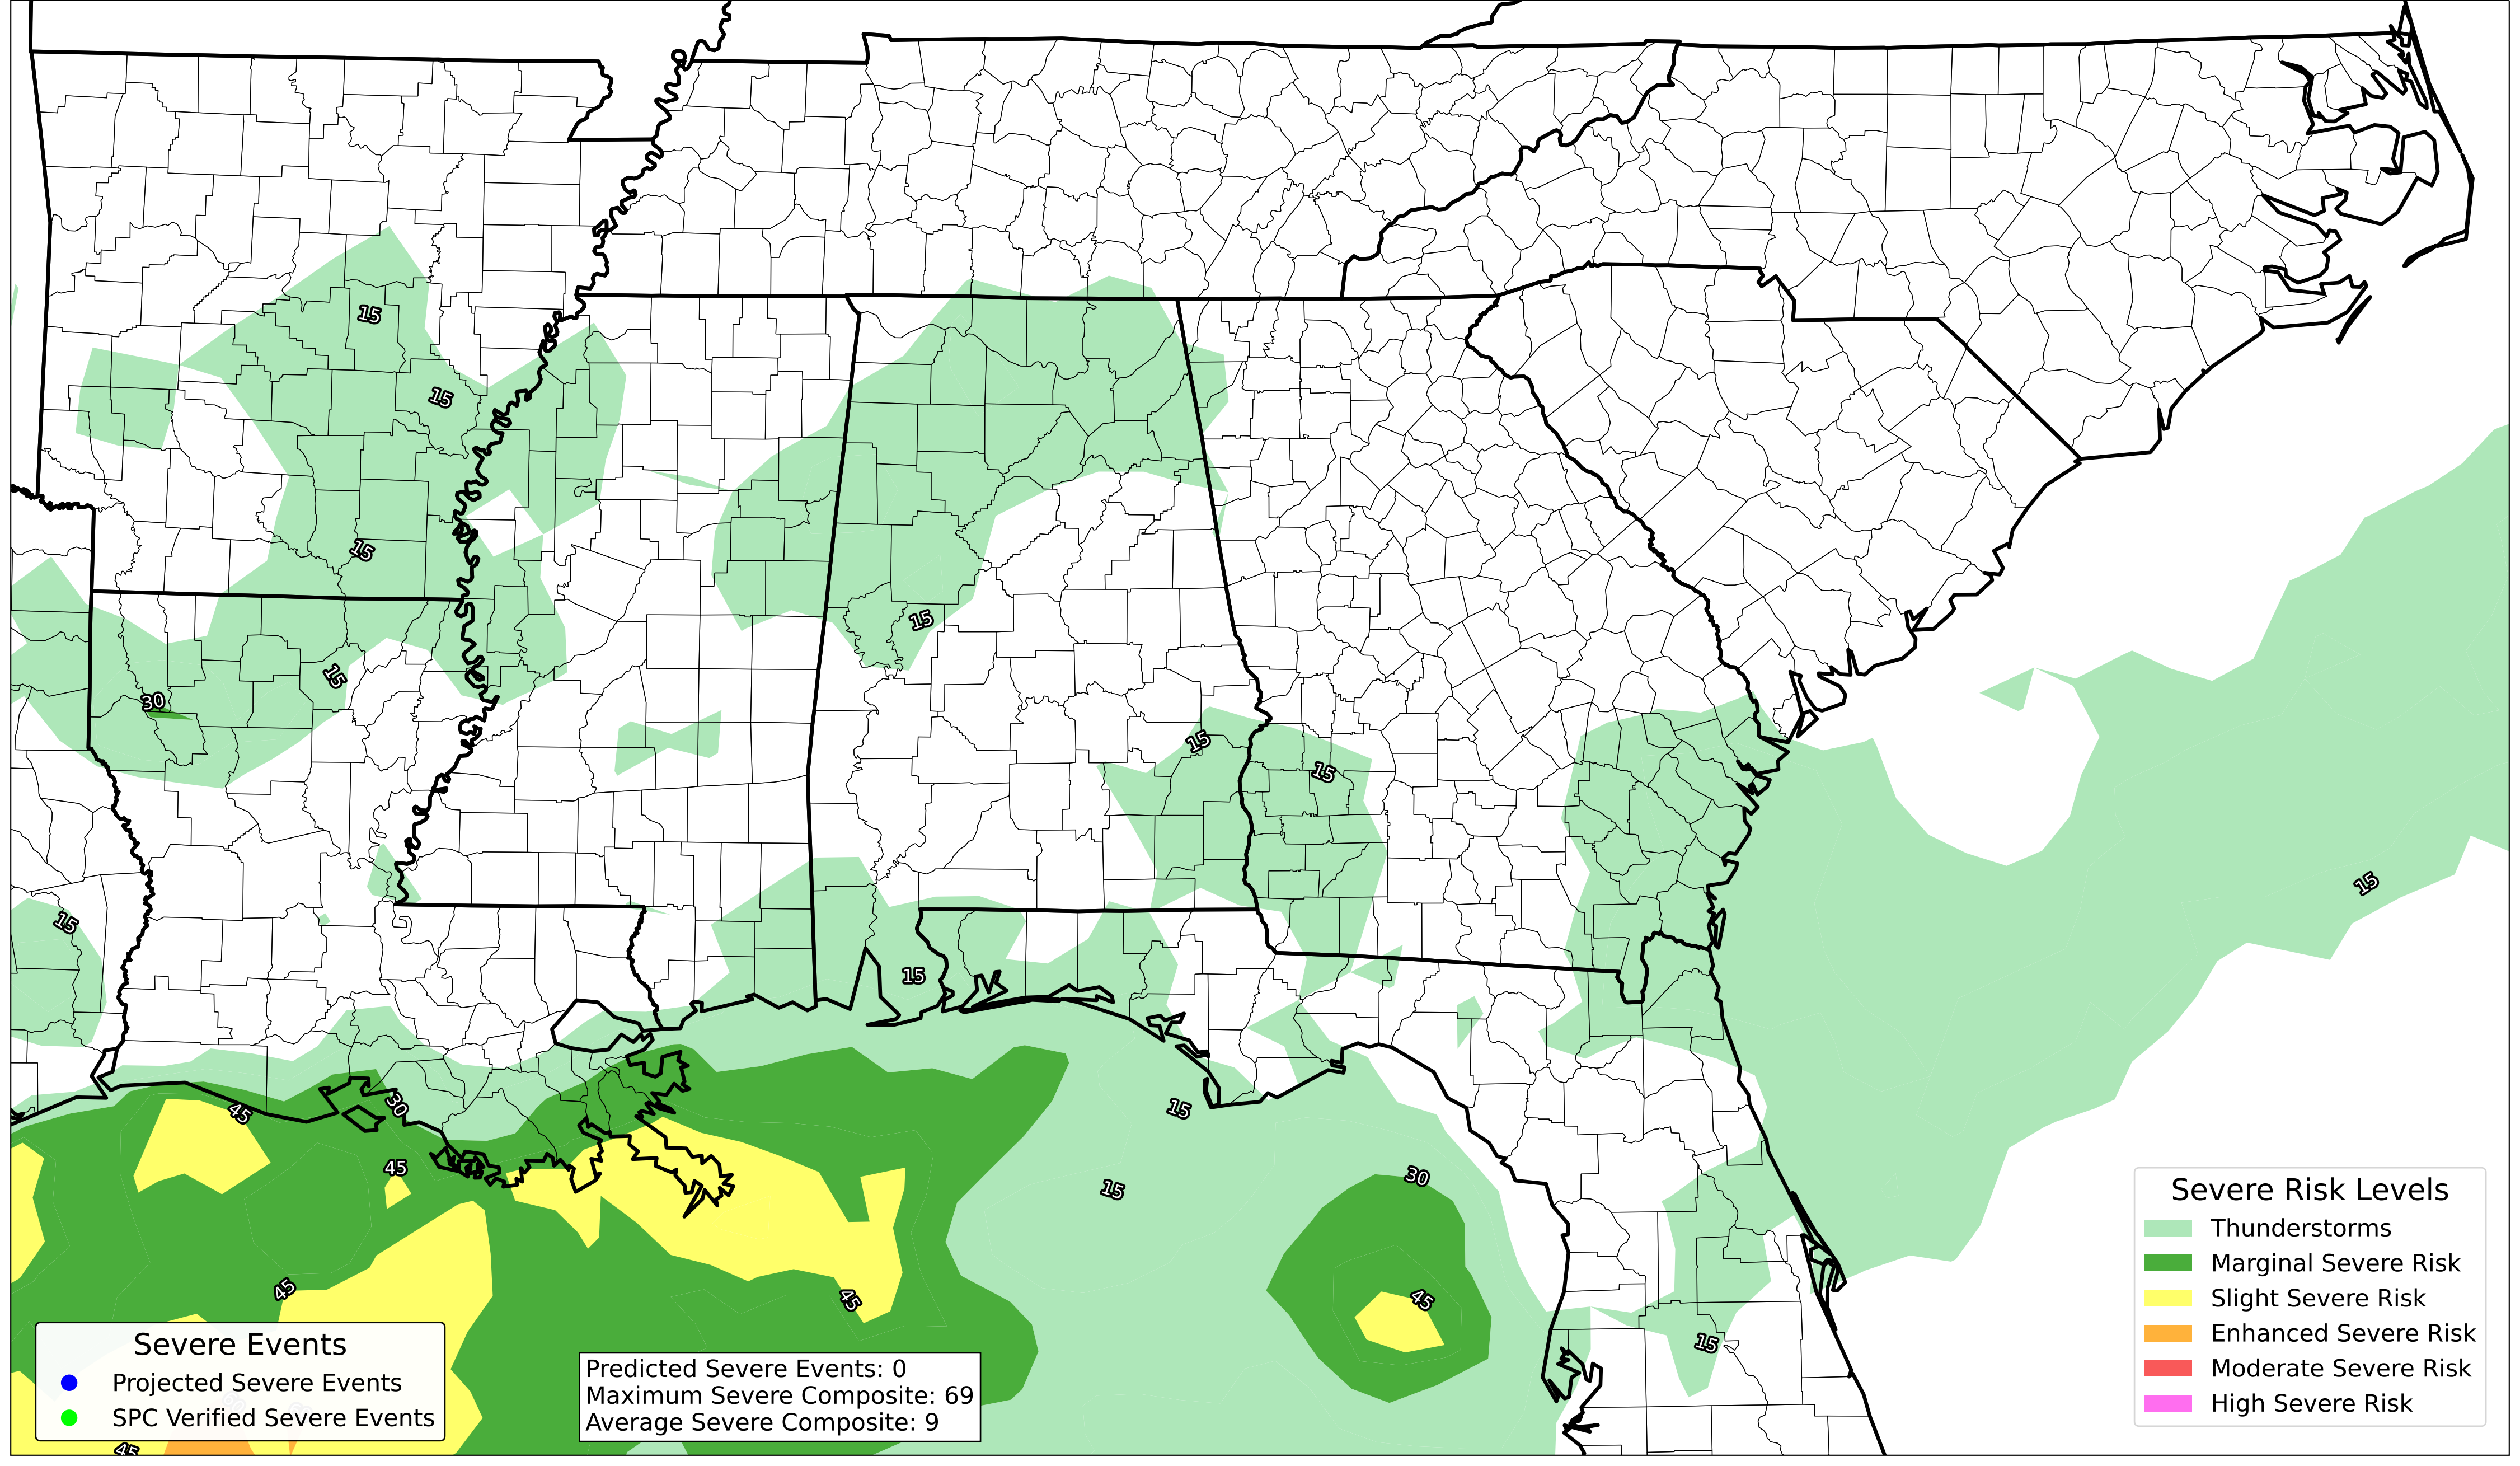 15
15
15
15
15
30
15
15
15
15
15
30
45
45
15
15
30
45
45
45
15
45
Severe Risk Levels
Thunderstorms
Marginal Severe Risk
Slight Severe Risk
Enhanced Severe Risk
Moderate Severe Risk
High Severe Risk
Severe Events
Projected Severe Events
SPC Verified Severe Events
Predicted Severe Events: 0
Maximum Severe Composite: 69
Average Severe Composite: 9